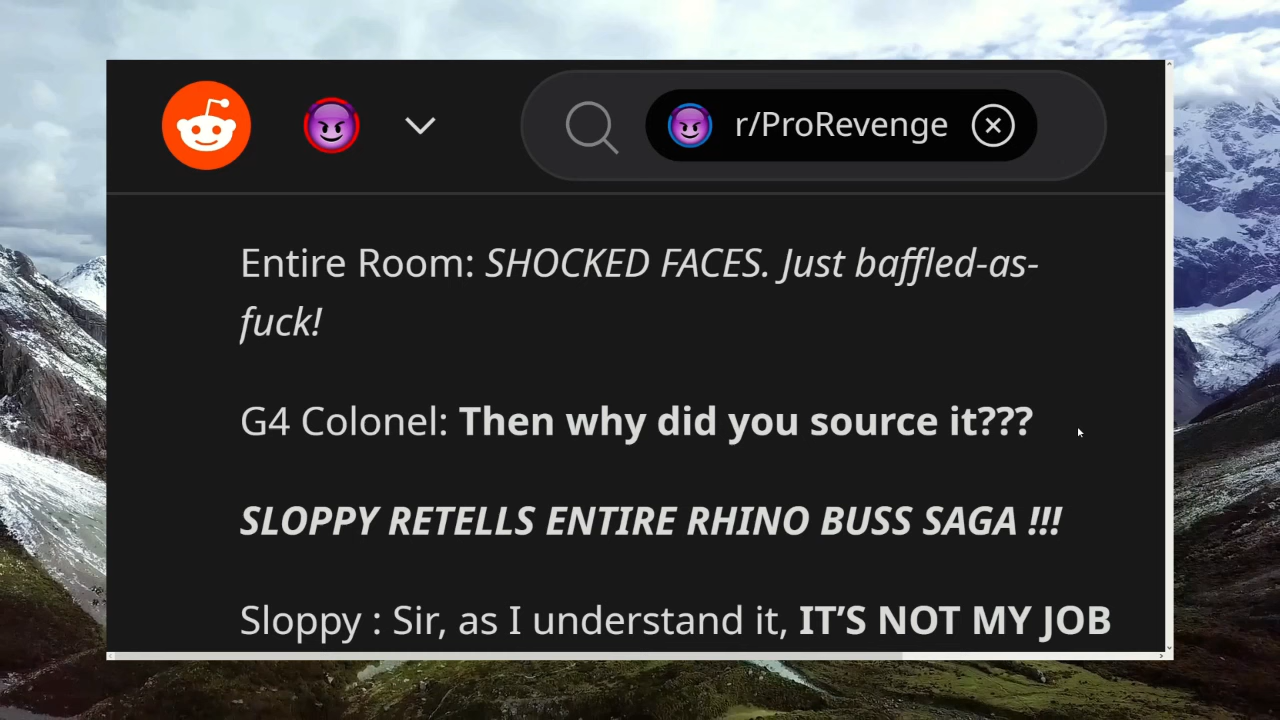 r/ProRevenge
Entire Room: SHOCKED FACES. Just baffled-as-
fuck!
G4 Colonel: Then why did you source it???
SLOPPY RETELLS ENTIRE RHINO BUSS SAGA !!!
Sloppy : Sir, as I understand it, IT’S NOT MY JOB